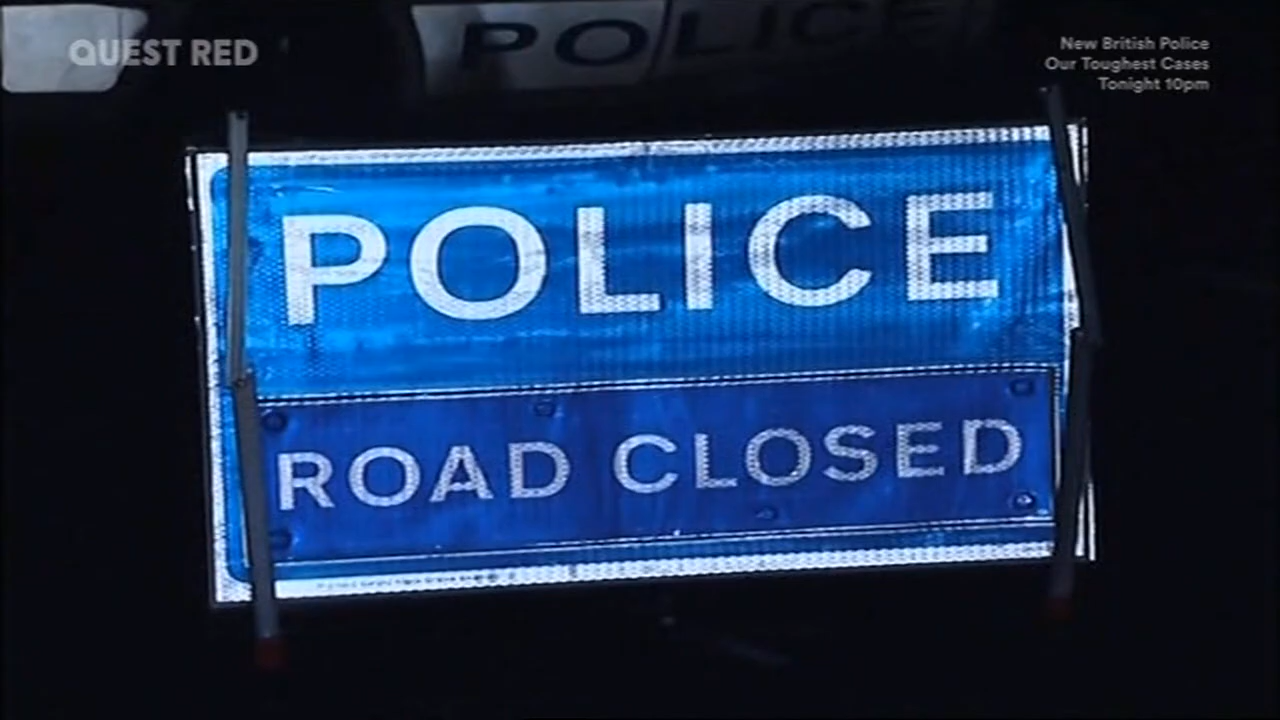 QUEST RED
POLICE
New British Police
Our Toughest Cases
Tonight 10pm
POLICE
ROAD CLOSED